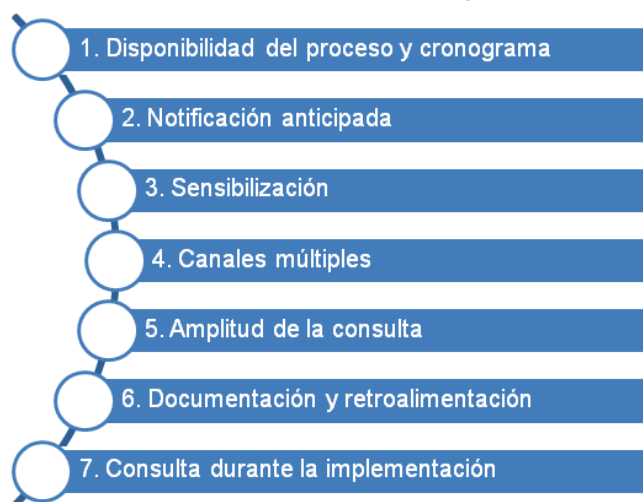 1. Disponibilidad del proceso y cronograma
2. Notificación anticipada
3. Sensibilización
4. Canales múltiples
5. Amplitud de la consulta
6. Documentación y retroalimentación
7. Consulta durante la implementación